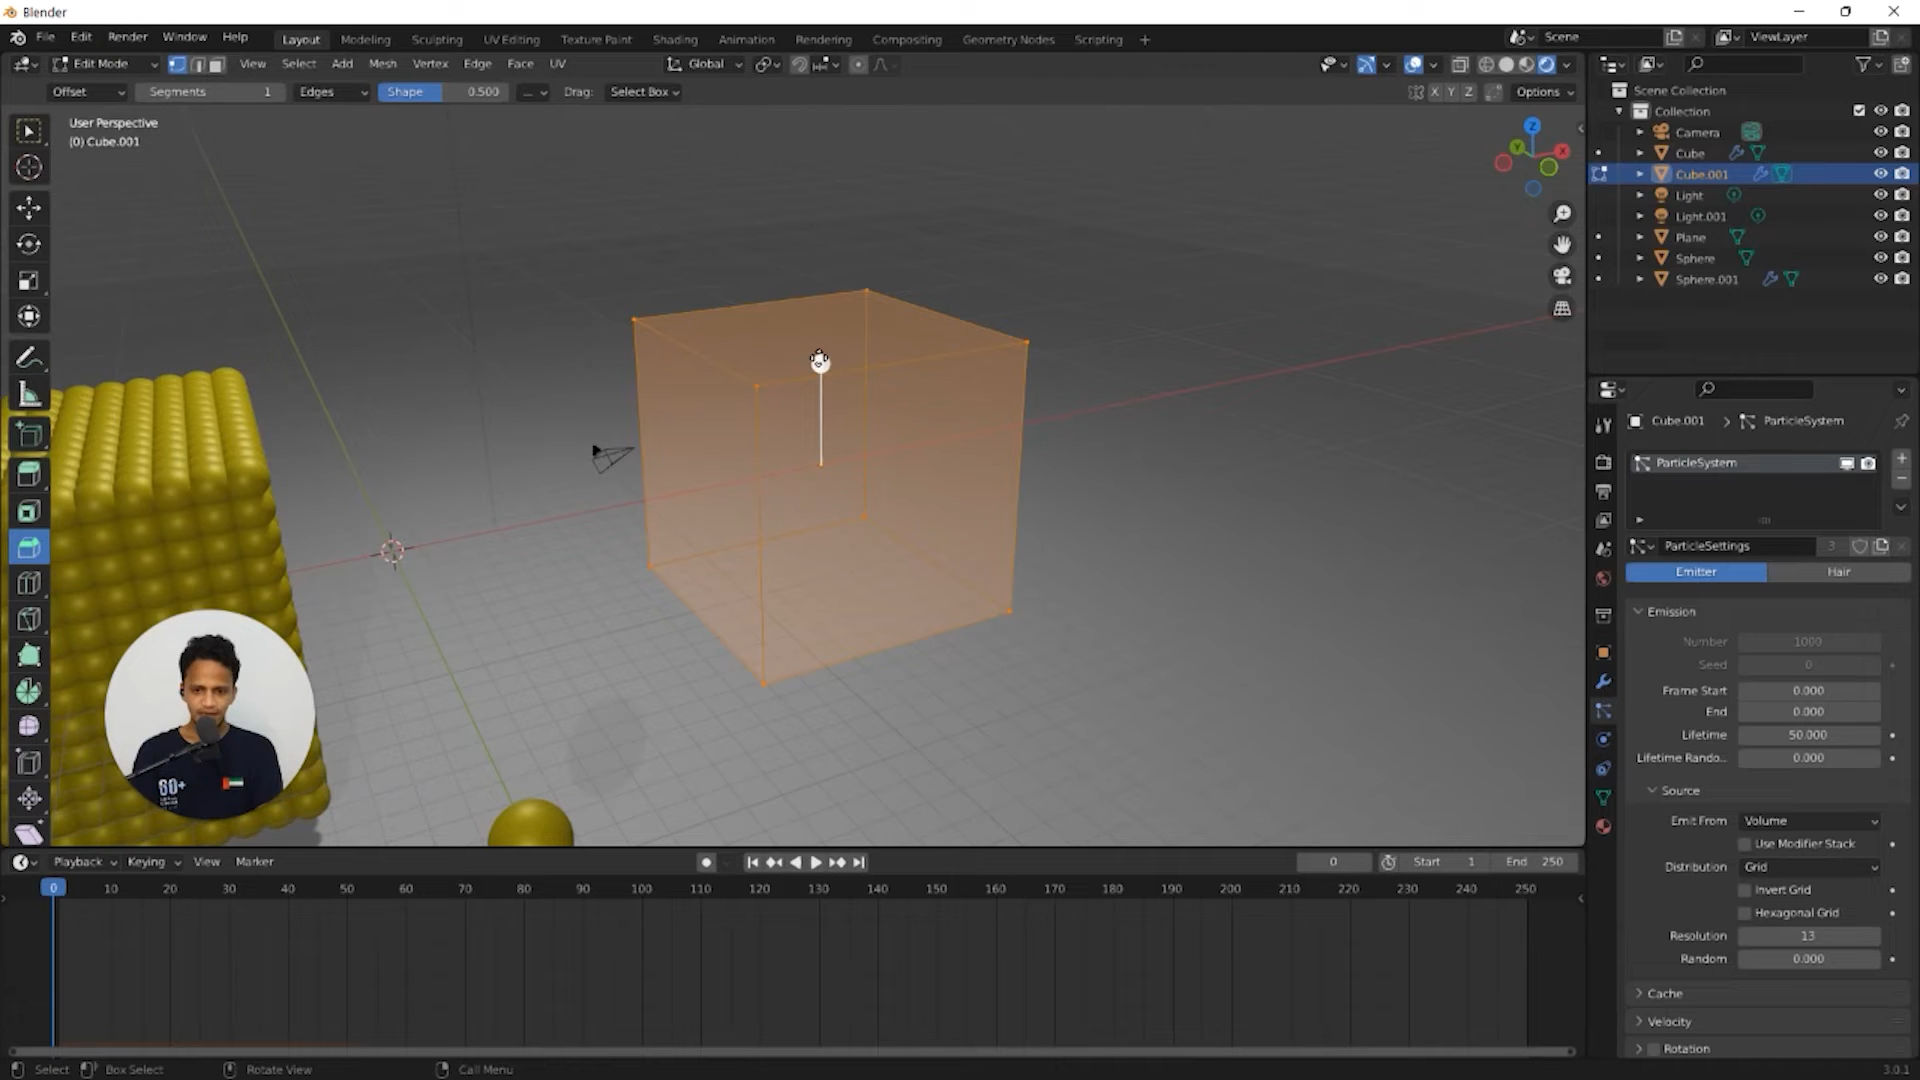 Blender
File Edit Render Window Help Layout Modeling Sculpting UV Editing Texture Paint Shading Animation Rendering Compositing Geometry Nodes Scripting + Scene ViewLayer
Edit Mode View Select Add Mesh Vertex Edge Face UV Global
Offset Segments 1 Edges Shape 0.500 ... Drag: Select Box X Y Z Options
User Perspective
(0) Cube.001
Z
Y
X
60+
Scene Collection
Collection
Camera
Cube
Cube.001
Light
Light.001
Plane
Sphere
Sphere.001
Cube.001 > ParticleSystem
ParticleSystem
ParticleSettings 3
Emitter Hair
Emission
Number 1000
Seed 0
Frame Start 0.000
End 0.000
Lifetime 50.000
Lifetime Rando.. 0.000
Source
Emit From Volume
Use Modifier Stack
Distribution Grid
Invert Grid
Hexagonal Grid
Resolution 13
Random 0.000
Cache
Velocity
Rotation
Playback Keying View Marker 0 Start 1 End 250
0 10 20 30 40 50 60 70 80 90 100 110 120 130 140 150 160 170 180 190 200 210 220 230 240 250
Select Box Select Rotate View Call Menu 3.0.1